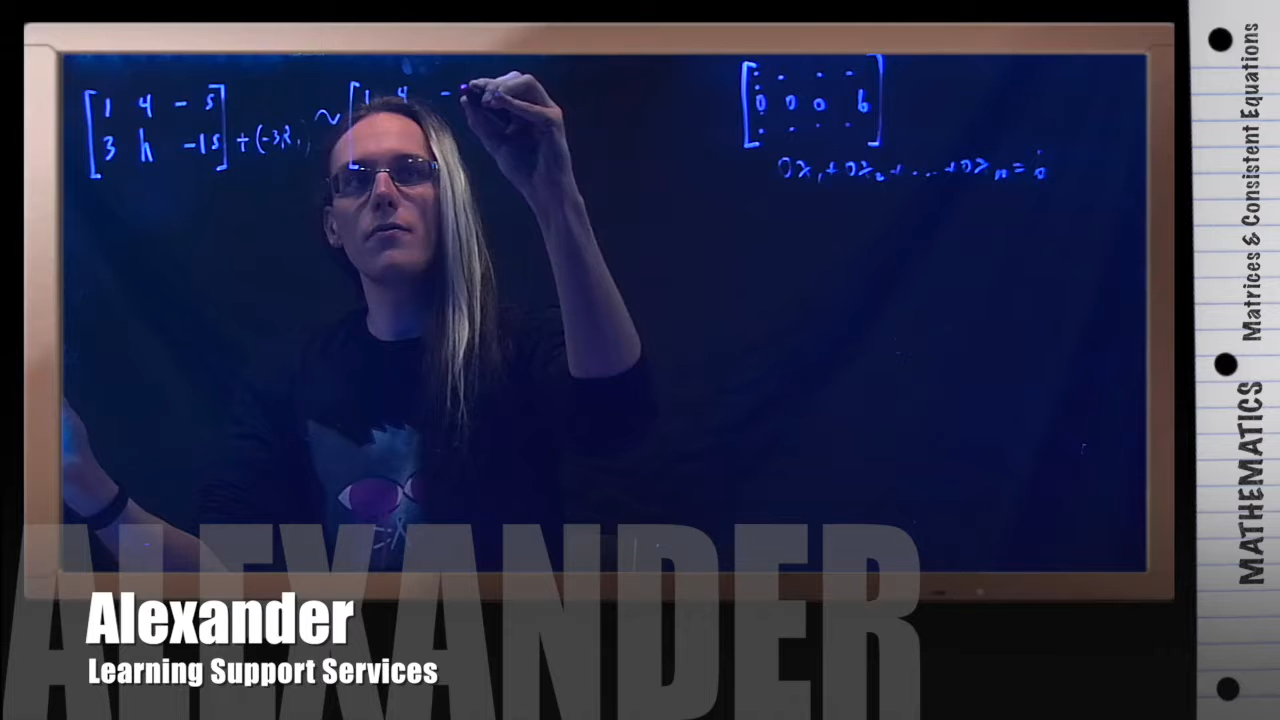 [1 4 -5]
[3 h -15] + (-3R₁)
~ [1 4 -
[0 0 0 b]
0x₁ + 0x₂ + ... + 0xₙ =
ALEXANDER
Alexander
Learning Support Services
MATHEMATICS Matrices & Consistent Equations